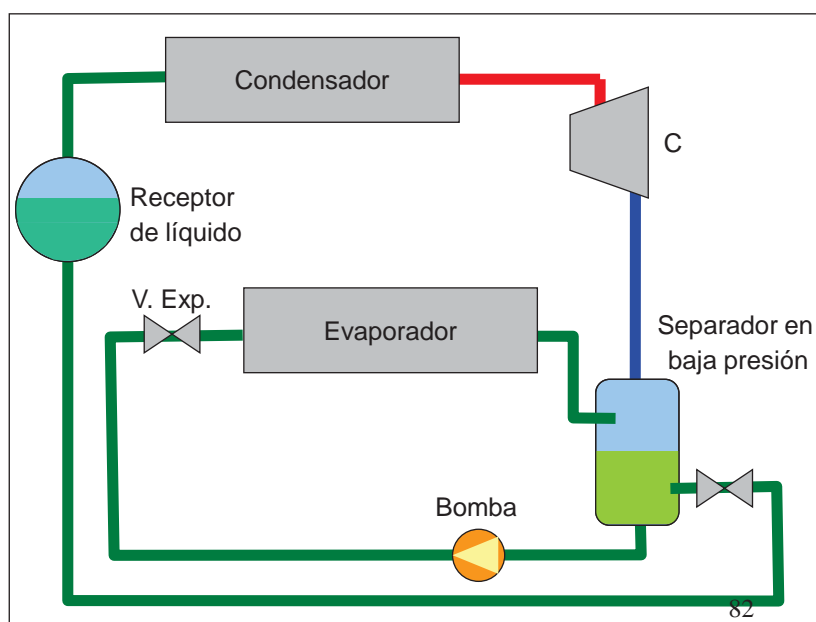 Condensador
C
Receptor
de líquido
V. Exp.
Evaporador
Separador en
baja presión
Bomba
82